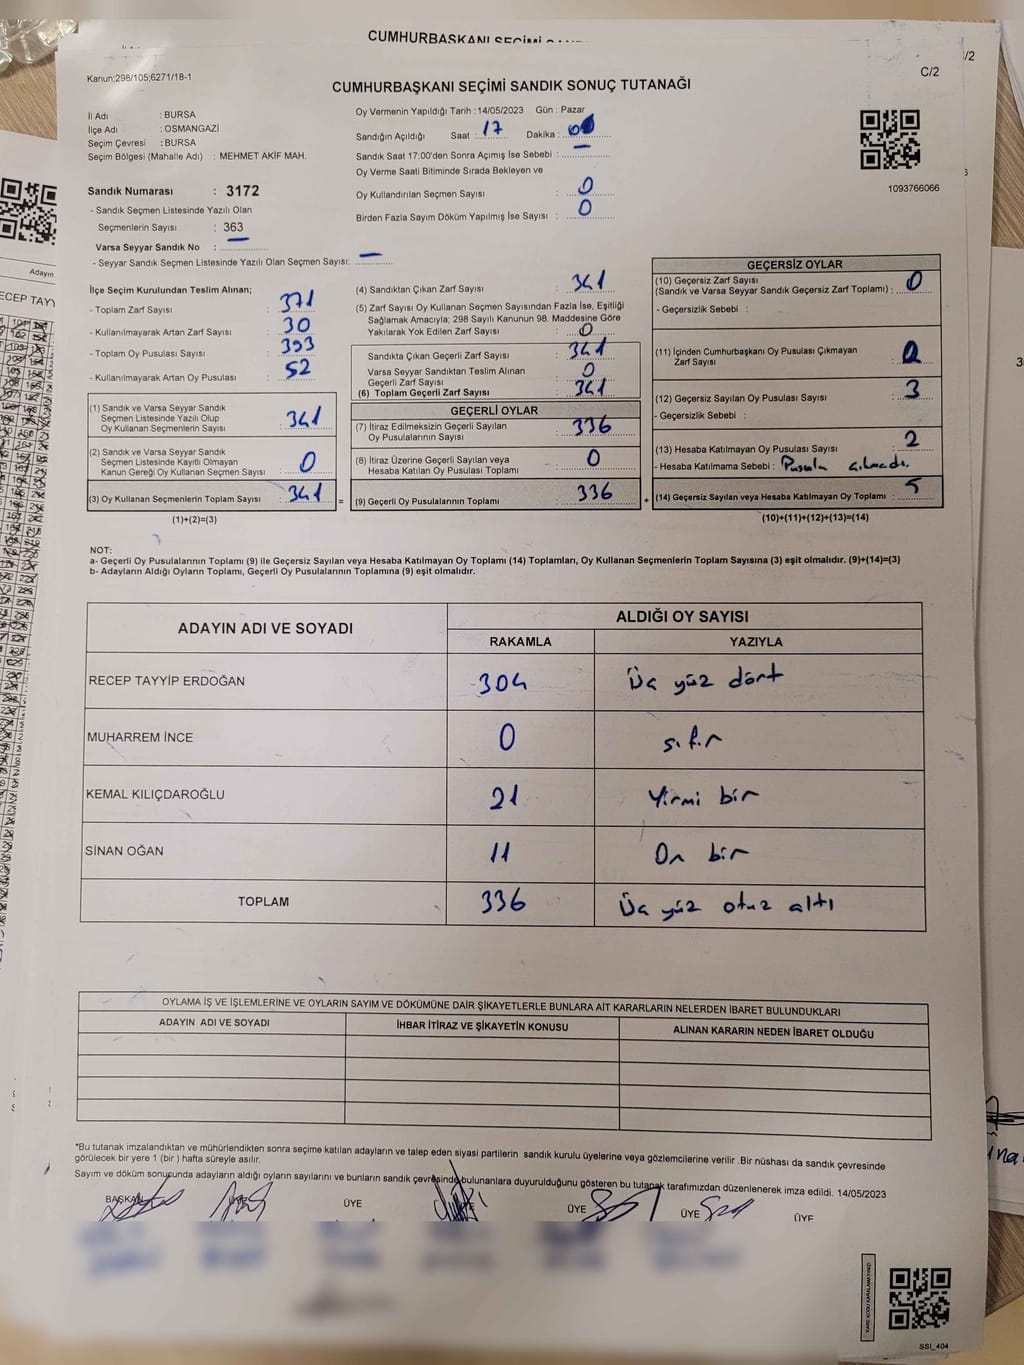 CUMHURBAŞKANI SEÇİMİ
Kanun;298/105;6271/18-1
C/2
CUMHURBAŞKANI SEÇİMİ SANDIK SONUÇ TUTANAĞI
İl Adı : BURSA
İlçe Adı : OSMANGAZİ
Seçim Çevresi : BURSA
Seçim Bölgesi (Mahalle Adı) : MEHMET AKİF MAH.
Oy Vermenin Yapıldığı Tarih : 14/05/2023 Gün : Pazar
Sandığın Açıldığı Saat : 17 Dakika :
Sandık Saat 17:00'den Sonra Açımış İse Sebebi :
Oy Verme Saati Bitiminde Sırada Bekleyen ve
Oy Kullandırılan Seçmen Sayısı : 0
Birden Fazla Sayım Döküm Yapılmış İse Sayısı : 0
1093766066
Sandık Numarası : 3172
- Sandık Seçmen Listesinde Yazılı Olan
Seçmenlerin Sayısı : 363
Varsa Seyyar Sandık No : —
- Seyyar Sandık Seçmen Listesinde Yazılı Olan Seçmen Sayısı: —
İlçe Seçim Kurulundan Teslim Alınan;
- Toplam Zarf Sayısı : 371
- Kullanılmayarak Artan Zarf Sayısı : 30
- Toplam Oy Pusulası Sayısı : 393
- Kullanılmayarak Artan Oy Pusulası : 52
(1) Sandık ve Varsa Seyyar Sandık
Seçmen Listesinde Yazılı Olup
Oy Kullanan Seçmenlerin Sayısı : 341
(2) Sandık ve Varsa Seyyar Sandık
Seçmen Listesinde Kayıtlı Olmayan
Kanun Gereği Oy Kullanan Seçmen Sayısı : 0
(3) Oy Kullanan Seçmenlerin Toplam Sayısı : 341
(1)+(2)=(3)
(4) Sandıktan Çıkan Zarf Sayısı : 341
(5) Zarf Sayısı Oy Kullanan Seçmen Sayısından Fazla İse, Eşitliği
Sağlamak Amacıyla; 298 Sayılı Kanunun 98. Maddesine Göre
Yakılarak Yok Edilen Zarf Sayısı : 0
Sandıkta Çıkan Geçerli Zarf Sayısı : 341
Varsa Seyyar Sandıktan Teslim Alınan
Geçerli Zarf Sayısı : 0
(6) Toplam Geçerli Zarf Sayısı : 341
GEÇERLİ OYLAR
(7) İtiraz Edilmeksizin Geçerli Sayılan
Oy Pusulalarının Sayısı : 336
(8) İtiraz Üzerine Geçerli Sayılan veya
Hesaba Katılan Oy Pusulası Toplamı : 0
= (9) Geçerli Oy Pusulalarının Toplamı : 336 +
GEÇERSİZ OYLAR
(10) Geçersiz Zarf Sayısı
(Sandık ve Varsa Seyyar Sandık Geçersiz Zarf Toplamı) : 0
- Geçersizlik Sebebi :
(11) İçinden Cumhurbaşkanı Oy Pusulası Çıkmayan
Zarf Sayısı : 0
(12) Geçersiz Sayılan Oy Pusulası Sayısı : 3
- Geçersizlik Sebebi :
(13) Hesaba Katılmayan Oy Pusulası Sayısı : 2
- Hesaba Katılmama Sebebi : Pusula çıkmadı.
(14) Geçersiz Sayılan veya Hesaba Katılmayan Oy Toplamı : 5
(10)+(11)+(12)+(13)=(14)
NOT:
a- Geçerli Oy Pusulalarının Toplamı (9) ile Geçersiz Sayılan veya Hesaba Katılmayan Oy Toplamı (14) Toplamları, Oy Kullanan Seçmenlerin Toplam Sayısına (3) eşit olmalıdır. (9)+(14)=(3)
b- Adayların Aldığı Oyların Toplamı, Geçerli Oy Pusulalarının Toplamına (9) eşit olmalıdır.
ADAYIN ADI VE SOYADI
ALDIĞI OY SAYISI
RAKAMLA YAZIYLA
RECEP TAYYİP ERDOĞAN 304 Üç yüz dört
MUHARREM İNCE 0 sıfır
KEMAL KILIÇDAROĞLU 21 Yirmi bir
SİNAN OĞAN 11 On bir
TOPLAM 336 Üç yüz otuz altı
OYLAMA İŞ VE İŞLEMLERİNE VE OYLARIN SAYIM VE DÖKÜMÜNE DAİR ŞİKAYETLERLE BUNLARA AİT KARARLARIN NELERDEN İBARET BULUNDUKLARI
ADAYIN ADI VE SOYADI İHBAR İTİRAZ VE ŞİKAYETİN KONUSU ALINAN KARARIN NEDEN İBARET OLDUĞU
*Bu tutanak imzalandıktan ve mühürlendikten sonra seçime katılan adayların ve talep eden siyasi partilerin sandık kurulu üyelerine veya gözlemcilerine verilir .Bir nüshası da sandık çevresinde
görülecek bir yere 1 (bir ) hafta süreyle asılır.
Sayım ve döküm sonucunda adayların aldığı oyların sayılarını ve bunların sandık çevresinde bulunanlara duyurulduğunu gösteren bu tutanak tarafımızdan düzenlenerek imza edildi. 14/05/2023
BAŞKAN ÜYE ÜYE ÜYE ÜYE
SSI_404